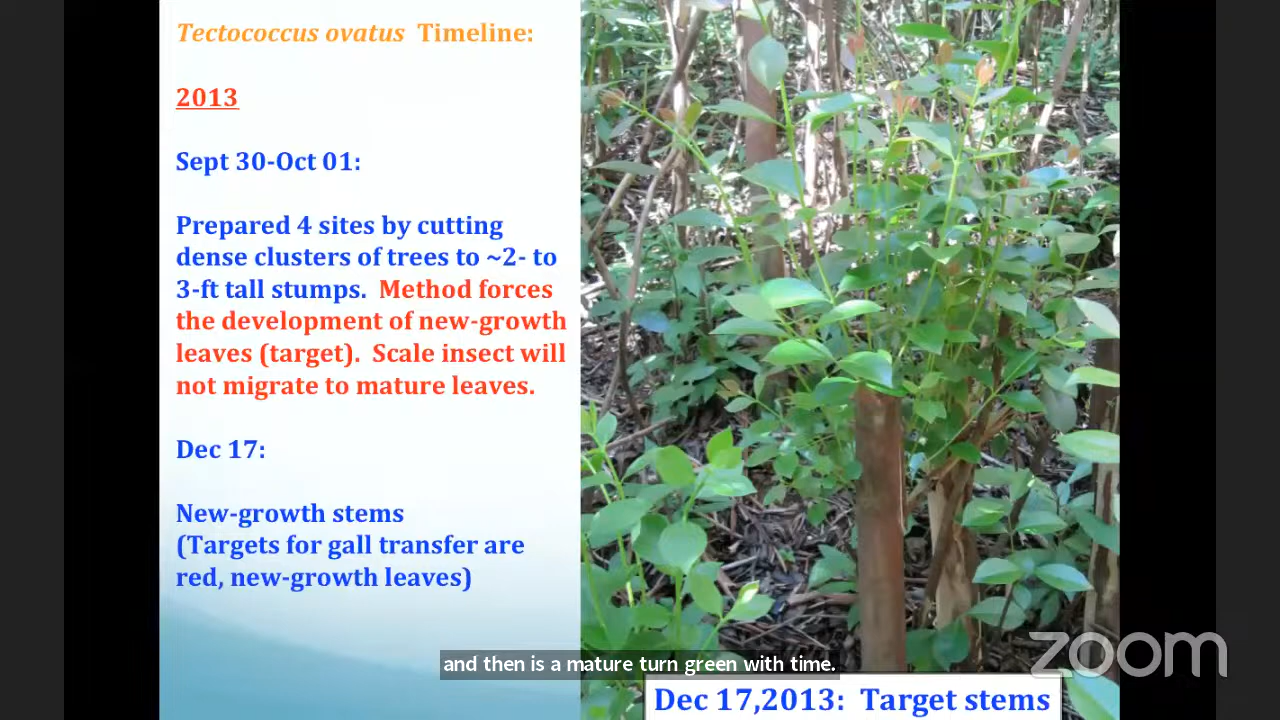 Tectococcus ovatus Timeline:
2013
Sept 30-Oct 01:
Prepared 4 sites by cutting
dense clusters of trees to ~2- to
3-ft tall stumps. Method forces
the development of new-growth
leaves (target). Scale insect will
not migrate to mature leaves.
Dec 17:
New-growth stems
(Targets for gall transfer are
red, new-growth leaves)
and then is a mature turn green with time.
zoom
Dec 17,2013: Target stems